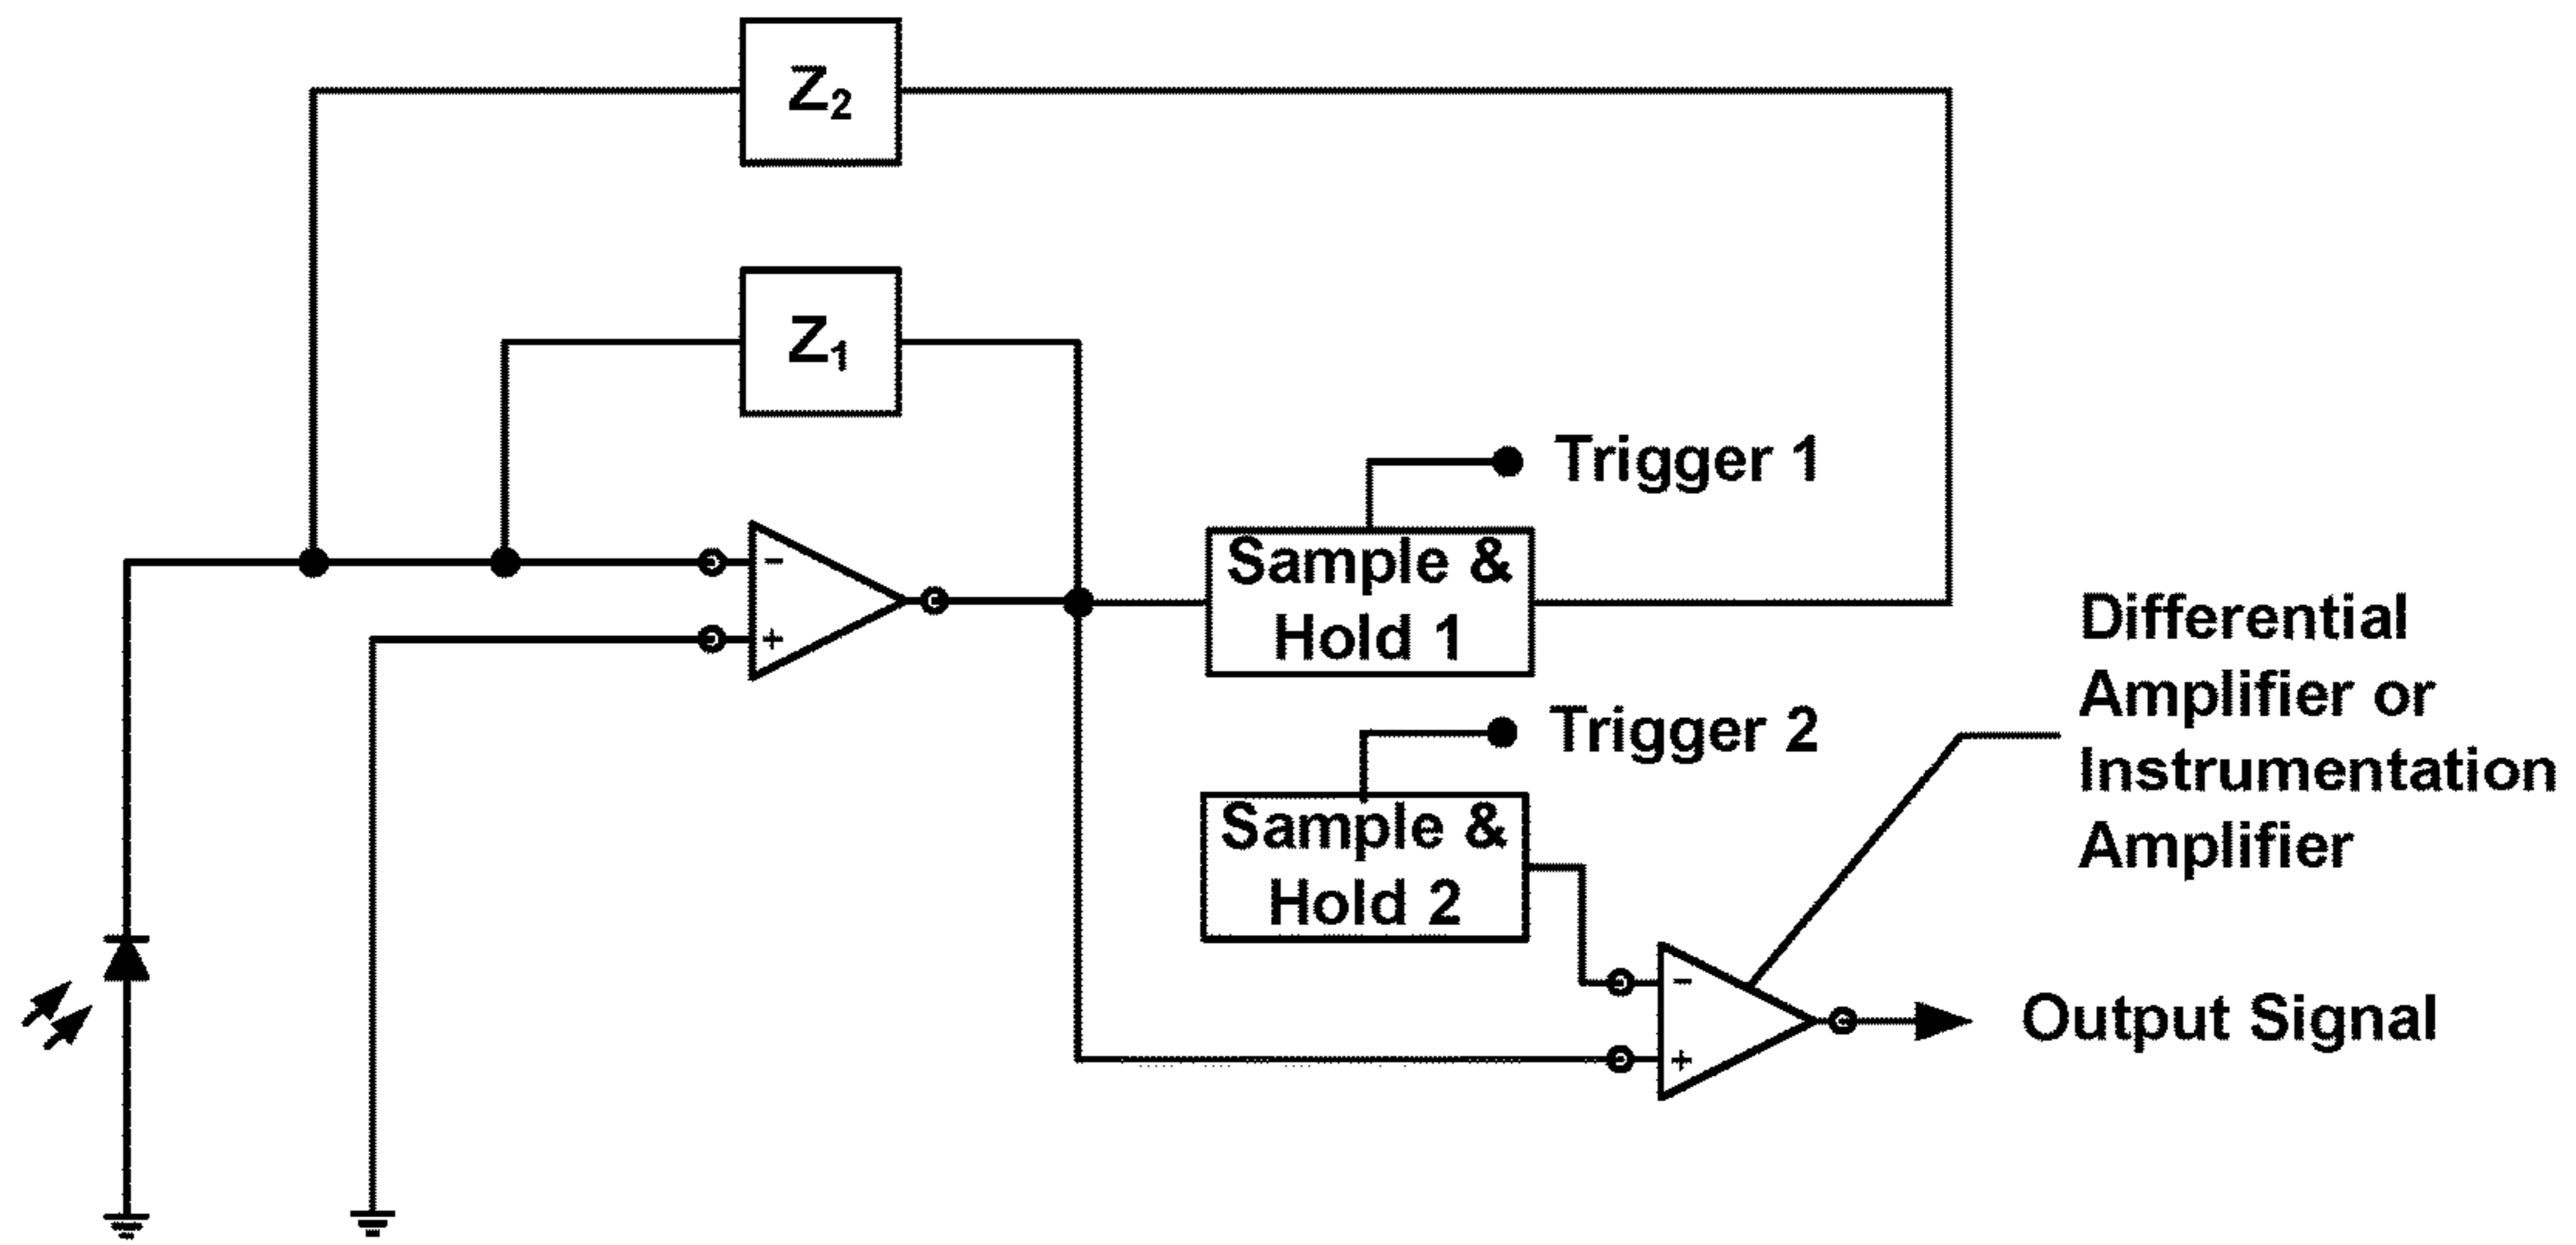 Z2
Z1
Trigger 1
Sample &
Hold 1
Trigger 2
Sample &
Hold 2
Differential
Amplifier or
Instrumentation
Amplifier
Output Signal
-
+
-
+